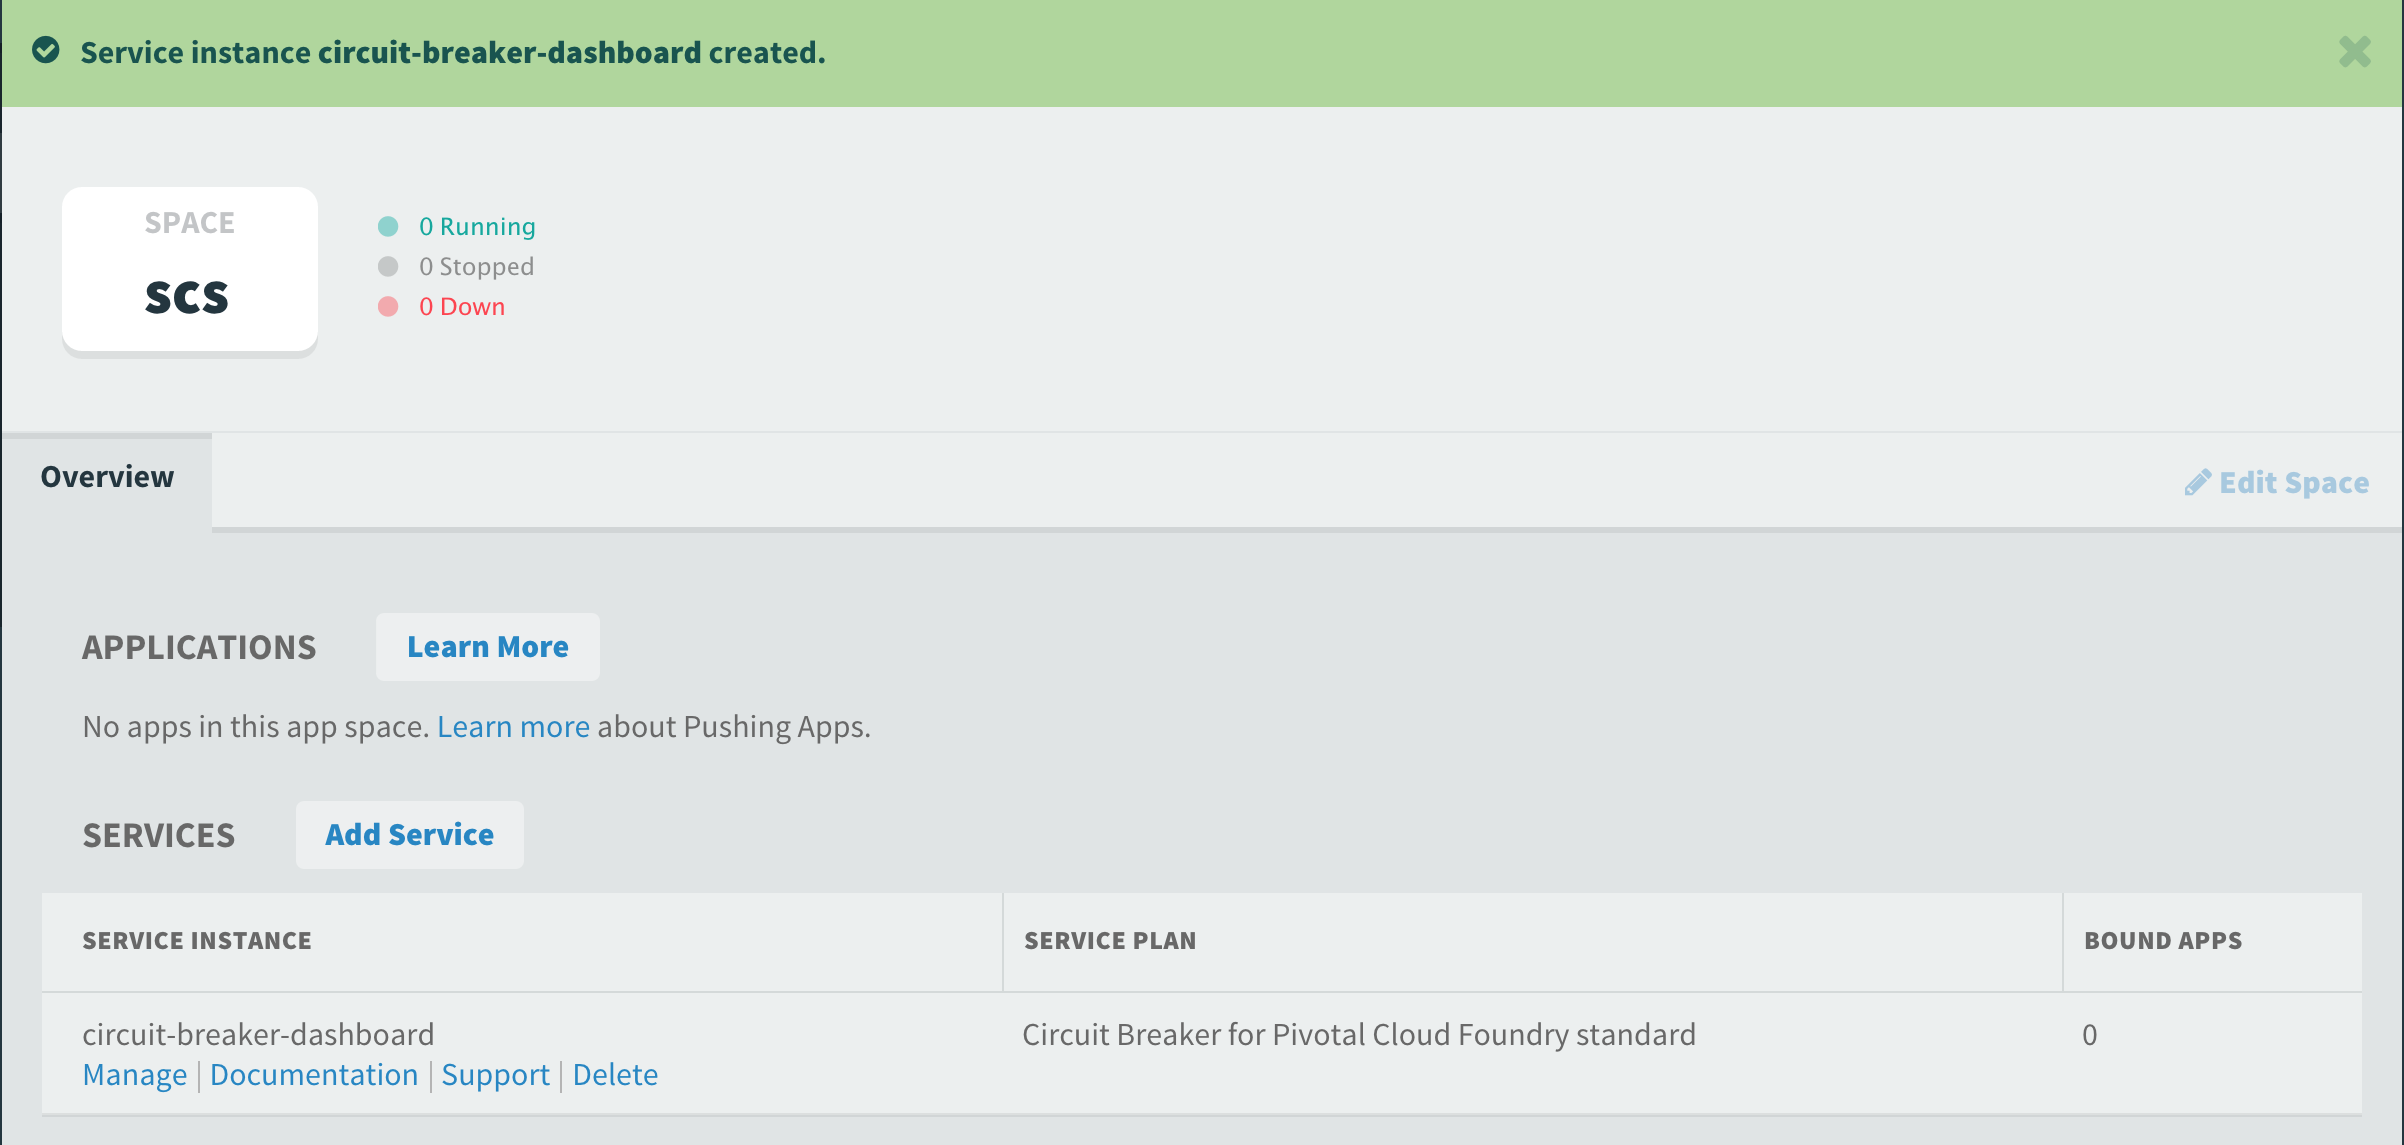 Service instance circuit-breaker-dashboard created.
SPACE
scs
0 Running
0 Stopped
0 Down
Overview
Edit Space
APPLICATIONS
Learn More
No apps in this app space. Learn more about Pushing Apps.
SERVICES
Add Service
SERVICE INSTANCE
SERVICE PLAN
BOUND APPS
circuit-breaker-dashboard
Circuit Breaker for Pivotal Cloud Foundry standard
0
Manage | Documentation | Support | Delete